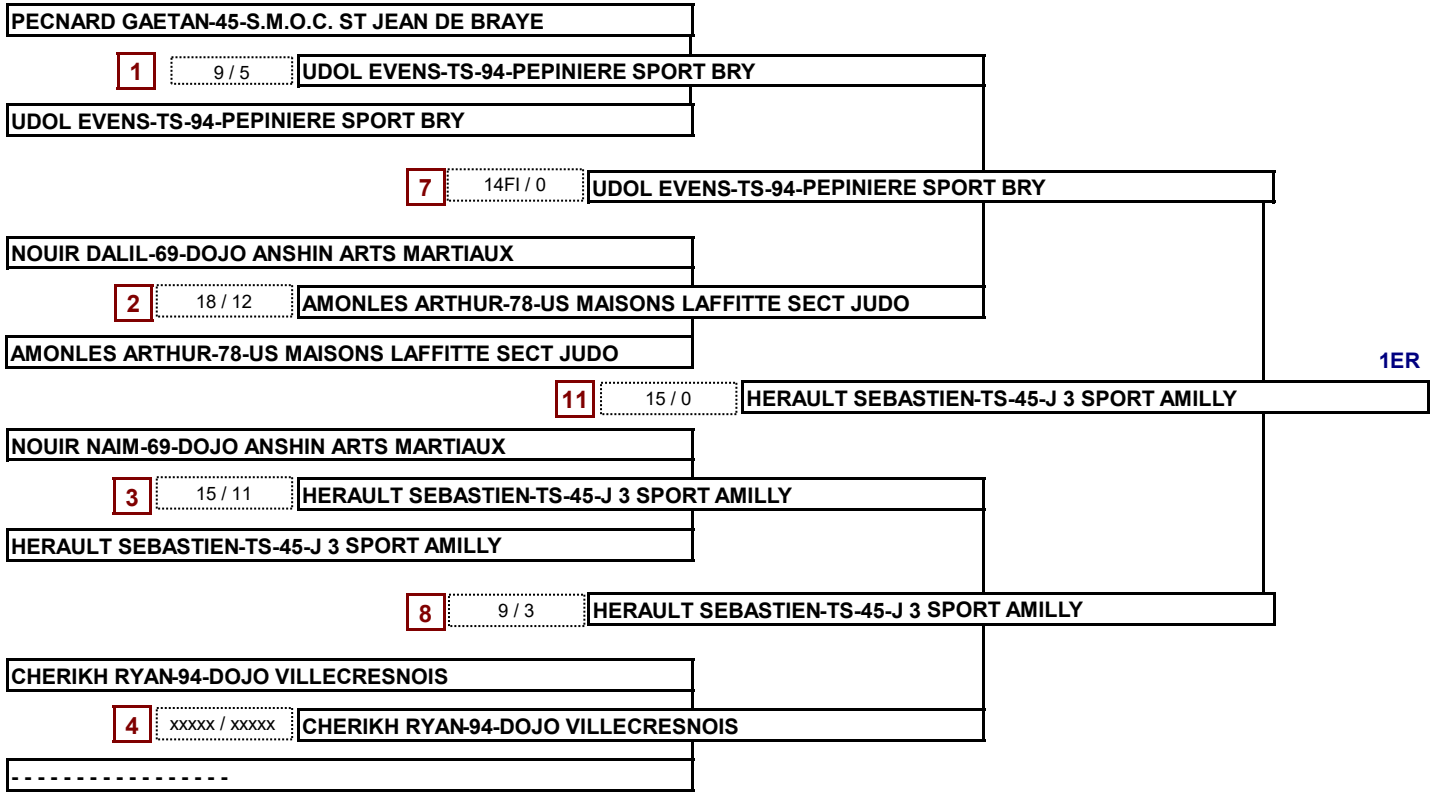 PECNARD GAETAN-45-S.M.O.C. ST JEAN DE BRAYE
1 9 / 5 UDOL EVENS-TS-94-PEPINIERE SPORT BRY
UDOL EVENS-TS-94-PEPINIERE SPORT BRY
7 14FI / 0 UDOL EVENS-TS-94-PEPINIERE SPORT BRY
NOUIR DALIL-69-DOJO ANSHIN ARTS MARTIAUX
2 18 / 12 AMONLES ARTHUR-78-US MAISONS LAFFITTE SECT JUDO
AMONLES ARTHUR-78-US MAISONS LAFFITTE SECT JUDO
1ER
11 15 / 0 HERAULT SEBASTIEN-TS-45-J 3 SPORT AMILLY
NOUIR NAIM-69-DOJO ANSHIN ARTS MARTIAUX
3 15 / 11 HERAULT SEBASTIEN-TS-45-J 3 SPORT AMILLY
HERAULT SEBASTIEN-TS-45-J 3 SPORT AMILLY
8 9 / 3 HERAULT SEBASTIEN-TS-45-J 3 SPORT AMILLY
CHERIKH RYAN-94-DOJO VILLECRESNOIS
4 xxxxx / xxxxx CHERIKH RYAN-94-DOJO VILLECRESNOIS
- - - - - - - - - - - - - - - - -